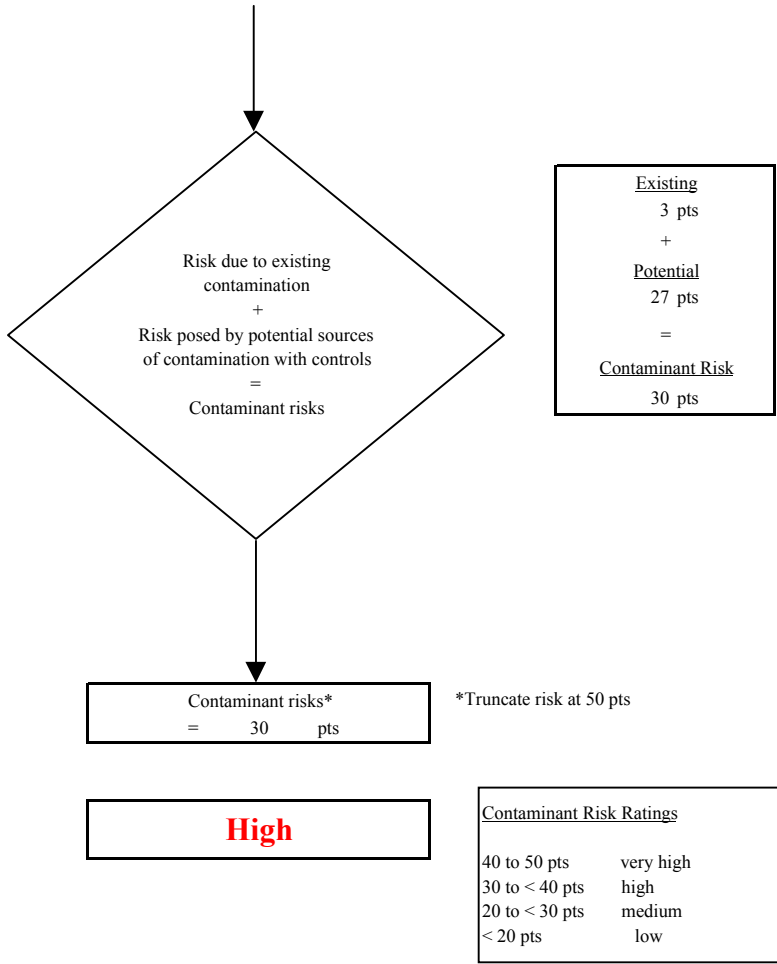 Risk due to existing
contamination
+
Risk posed by potential sources
of contamination with controls
=
Contaminant risks
Existing
3 pts
+
Potential
27 pts
=
Contaminant Risk
30 pts
Contaminant risks*
= 30 pts
*Truncate risk at 50 pts
High
Contaminant Risk Ratings
40 to 50 pts very high
30 to < 40 pts high
20 to < 30 pts medium
< 20 pts low